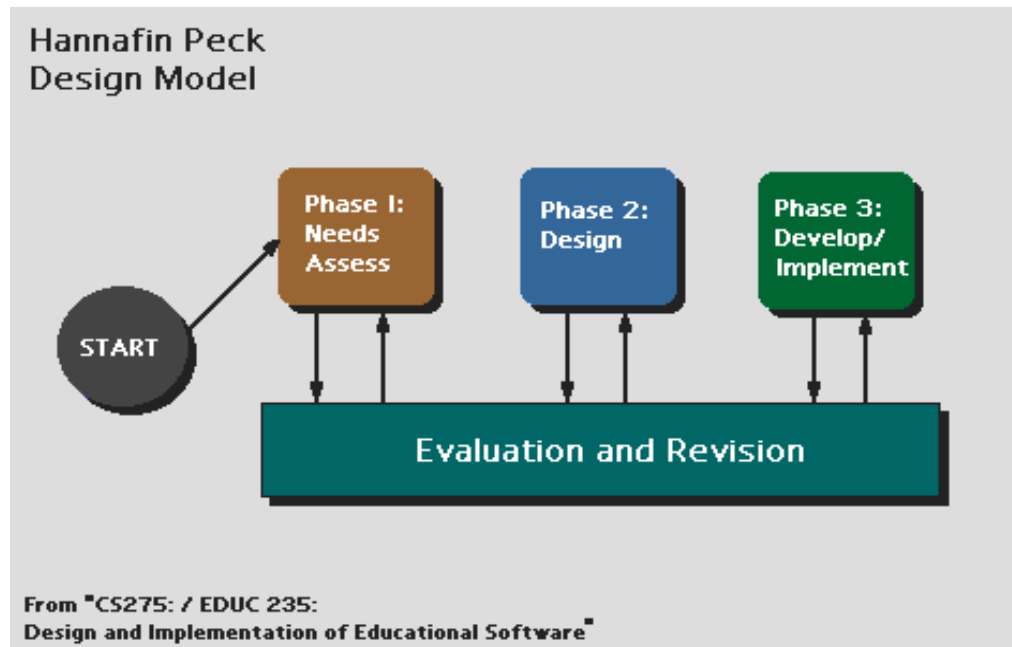 Hannafin Peck
Design Model
Phase 1:
Needs
Assess
Phase 2:
Design
Phase 3:
Develop/
Implement
START
Evaluation and Revision
From "CS275: / EDUC 235:
Design and Implementation of Educational Software"